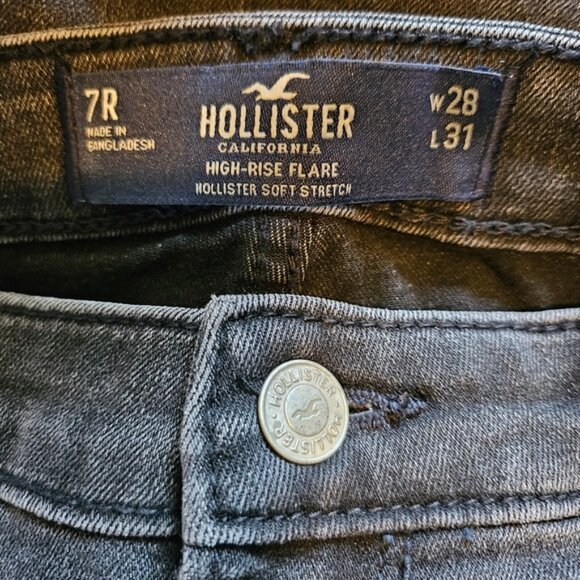 7R
MADE IN
BANGLADESH
HOLLISTER
CALIFORNIA
HIGH-RISE FLARE
HOLLISTER SOFT STRETCH
W28
L31
HOLLISTER • HOLLISTER •